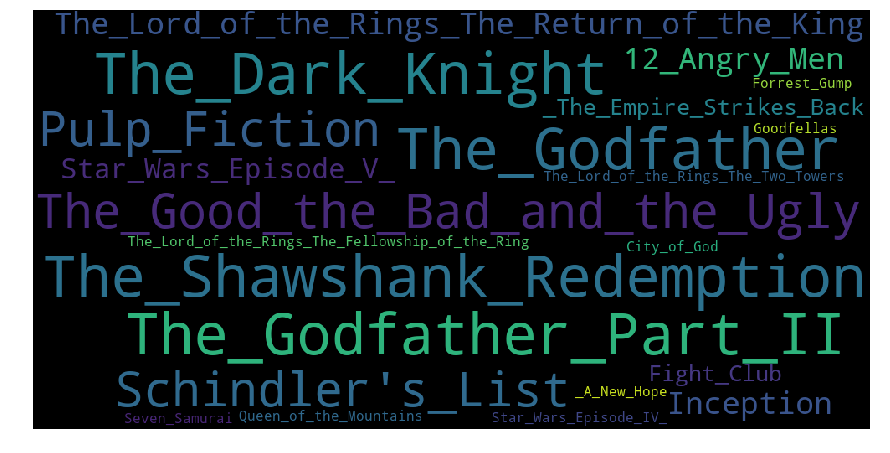 The_Lord_of_the_Rings_The_Return_of_the_King
The_Dark_Knight
12_Angry_Men
Forrest_Gump
_The_Empire_Strikes_Back
Pulp_Fiction
The_Godfather
Goodfellas
Star_Wars_Episode_V_
The_Lord_of_the_Rings_The_Two_Towers
The_Good_the_Bad_and_the_Ugly
The_Lord_of_the_Rings_The_Fellowship_of_the_Ring
City_of_God
The_Shawshank_Redemption
The_Godfather_Part_II
Schindler's_List
Fight_Club
_A_New_Hope
Inception
Seven_Samurai
Queen_of_the_Mountains
Star_Wars_Episode_IV_